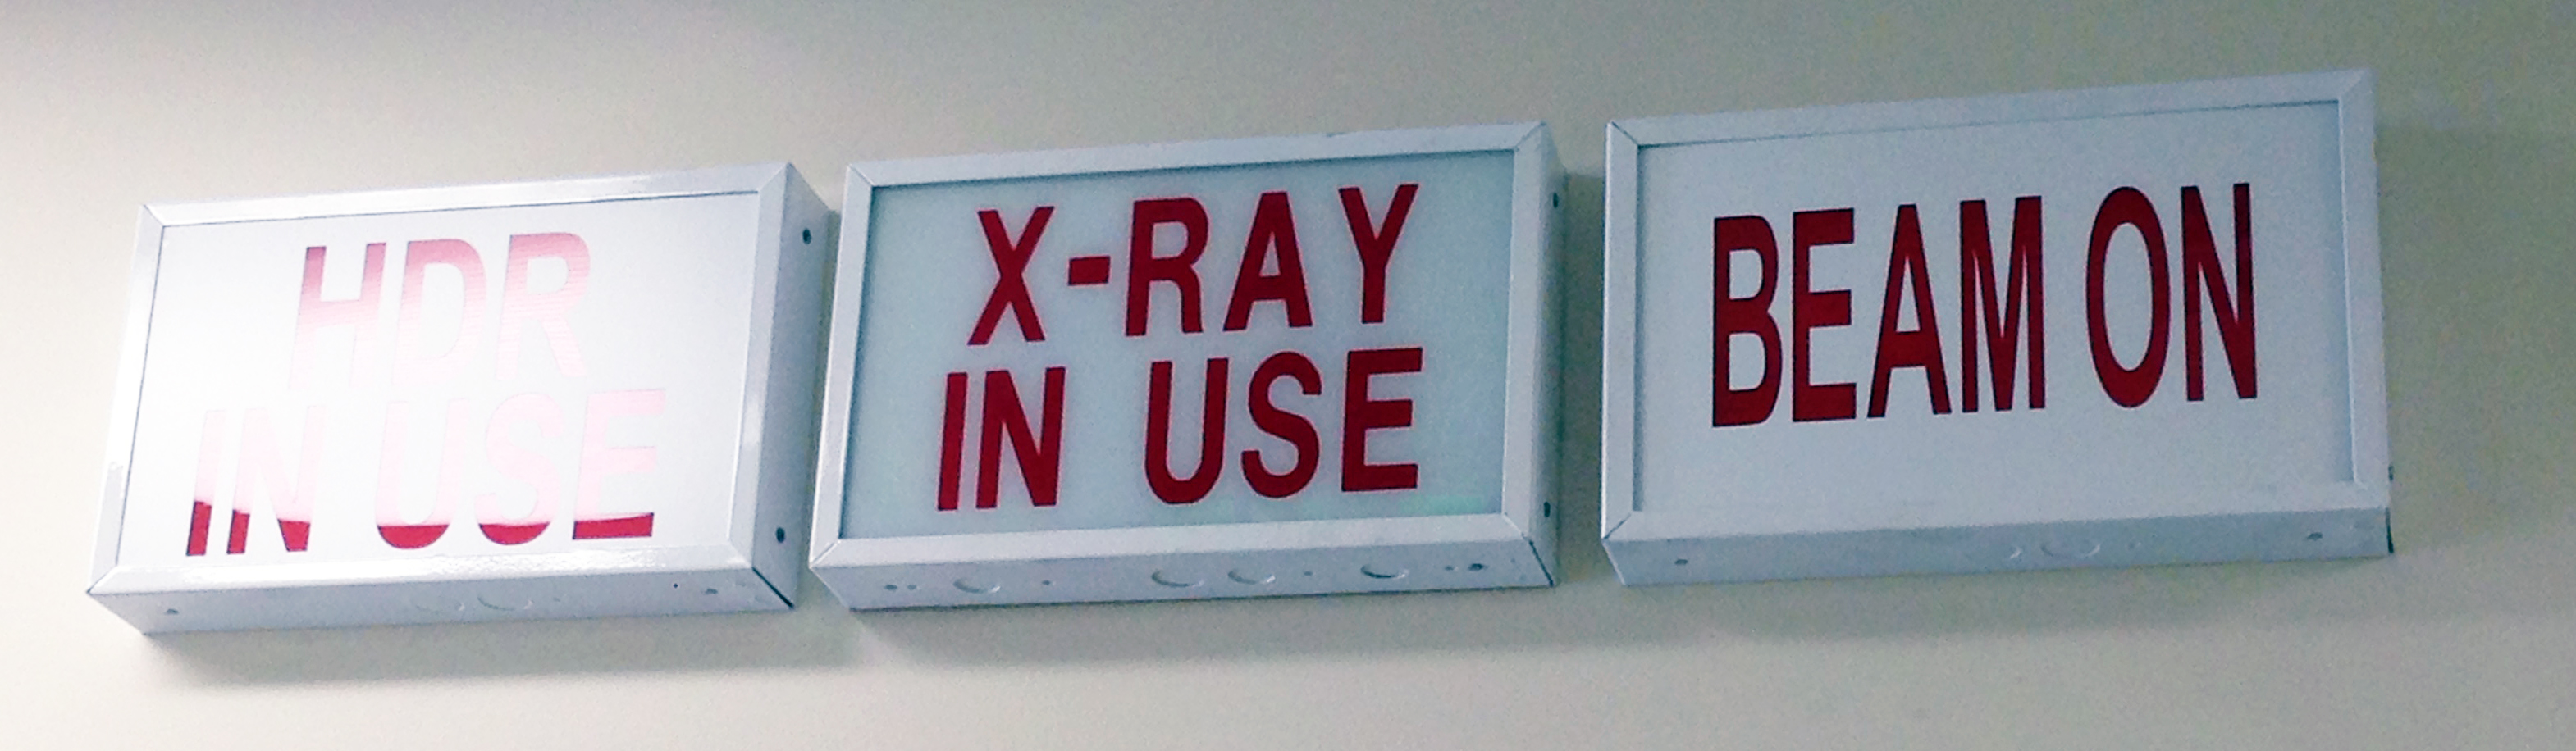 HDR
IN USE
X-RAY
IN USE
BEAM ON